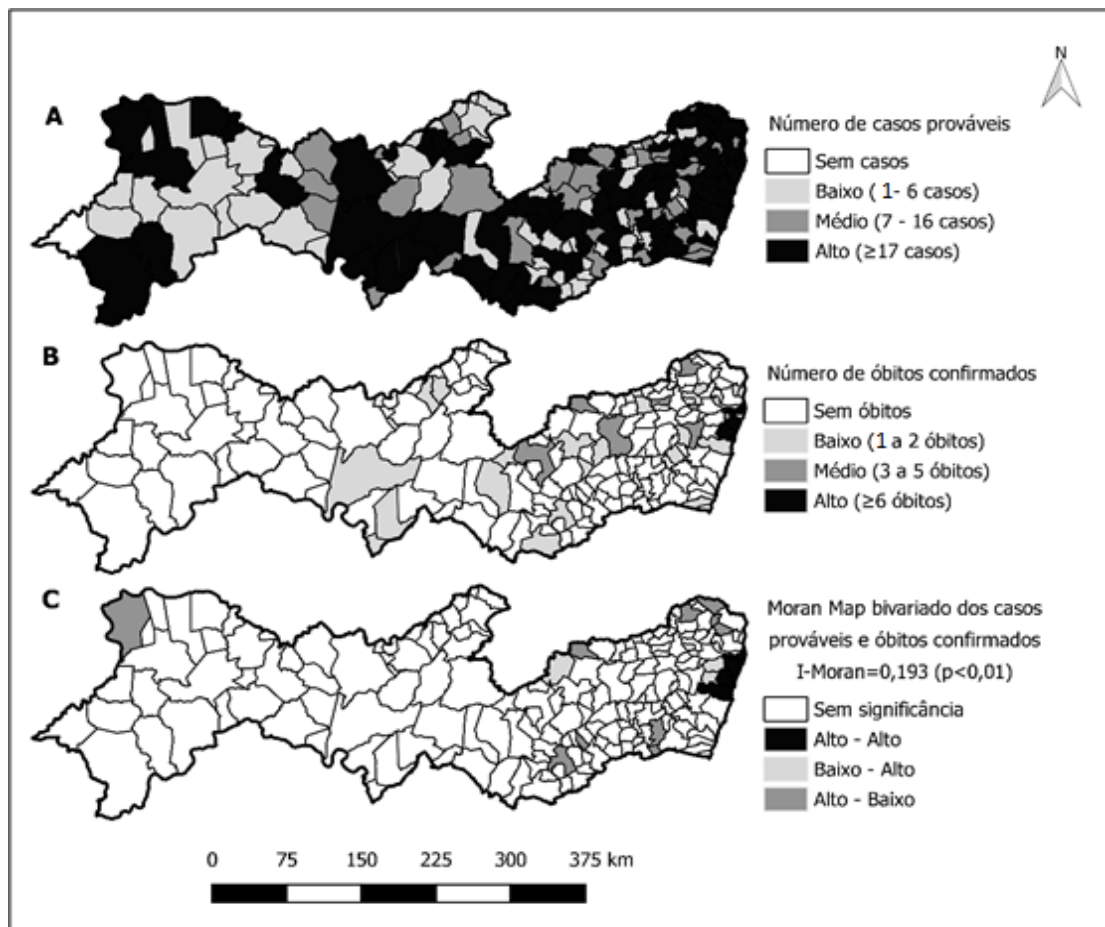 N
A
Número de casos prováveis
Sem casos
Baixo ( 1- 6 casos)
Médio (7 - 16 casos)
Alto (≥17 casos)
B
Número de óbitos confirmados
Sem óbitos
Baixo (1 a 2 óbitos)
Médio (3 a 5 óbitos)
Alto (≥6 óbitos)
C
Moran Map bivariado dos casos
prováveis e óbitos confirmados
I-Moran=0,193 (p<0,01)
Sem significância
Alto - Alto
Baixo - Alto
Alto - Baixo
0 75 150 225 300 375 km